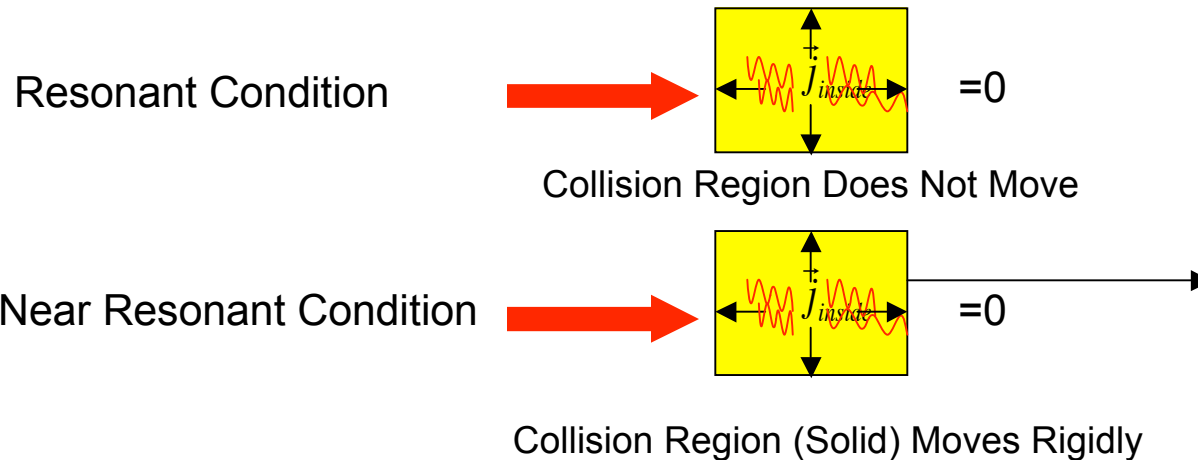 Resonant Condition
j inside =0
Collision Region Does Not Move
Near Resonant Condition
j inside =0
Collision Region (Solid) Moves Rigidly